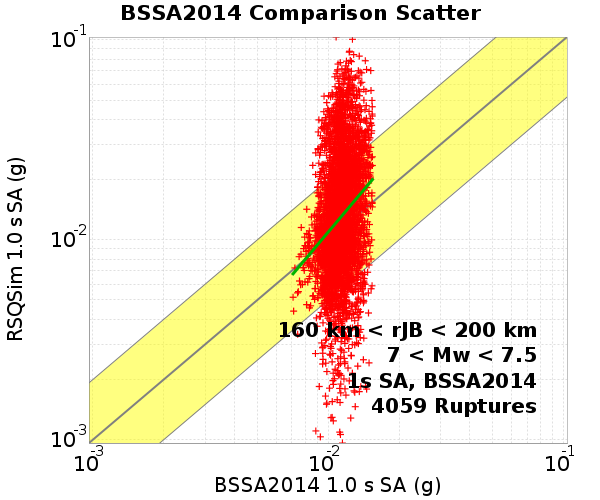 BSSA2014 Comparison Scatter
RSQSim 1.0 s SA (g)
10-1
10-2
10-3
160 km < rJB < 200 km
7 < Mw < 7.5
1s SA, BSSA2014
4059 Ruptures
10-3 10-2 10-1
BSSA2014 1.0 s SA (g)